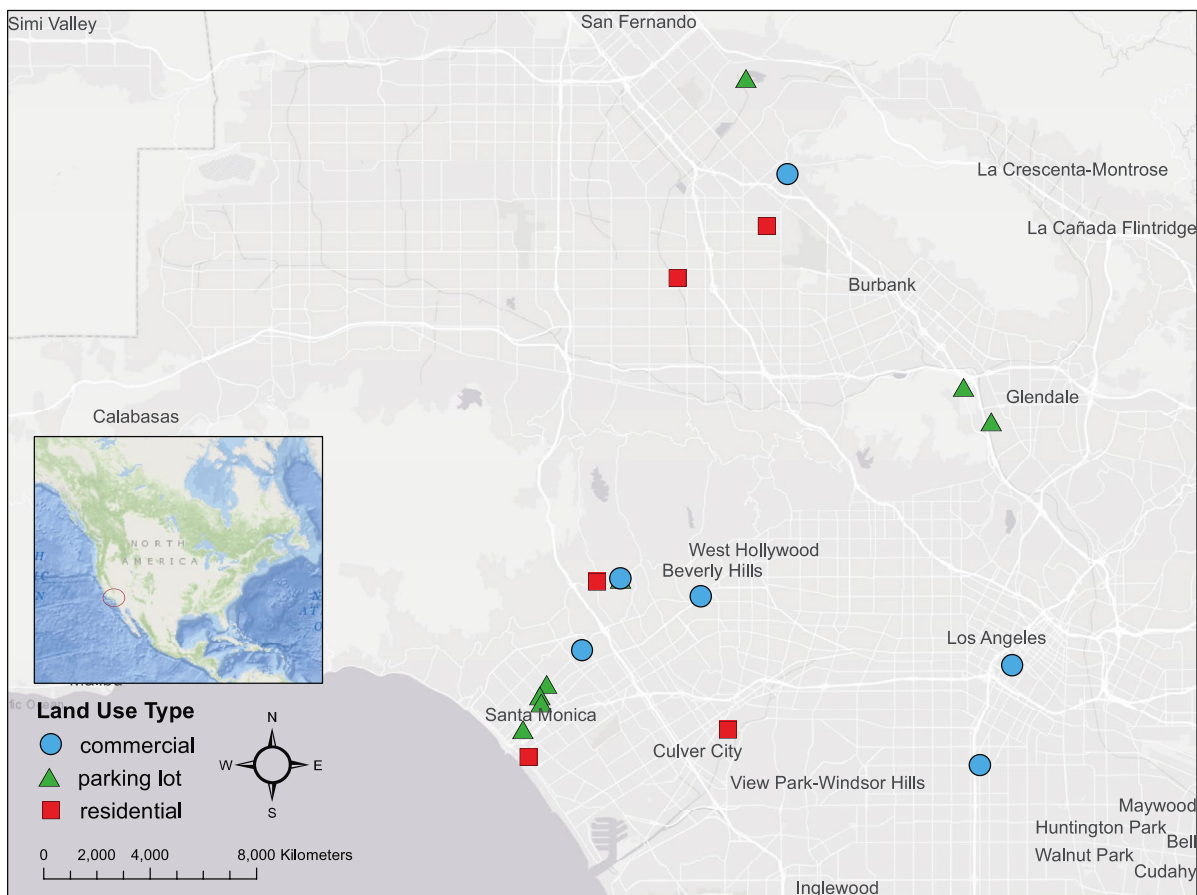 Simi Valley
San Fernando
La Crescenta-Montrose
La Cañada Flintridge
Burbank
Glendale
Calabasas
NORTH
AMERICA
West Hollywood
Beverly Hills
Los Angeles
Santa Monica
Culver City
View Park-Windsor Hills
Maywood
Huntington Park
Bell
Walnut Park
Cudahy
Inglewood
Land Use Type
commercial
parking lot
residential
N
W
E
S
0 2,000 4,000 8,000 Kilometers